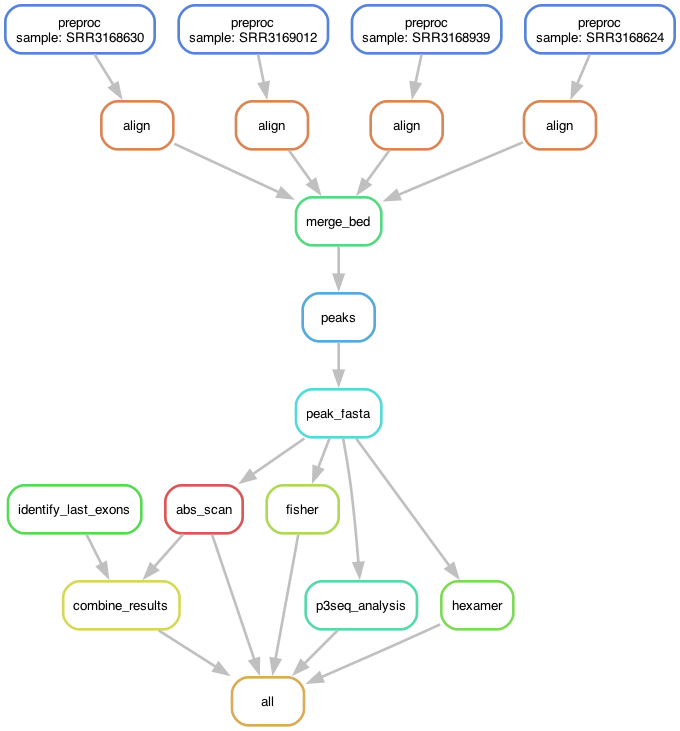 preproc
sample: SRR3168630
preproc
sample: SRR3169012
preproc
sample: SRR3168939
preproc
sample: SRR3168624
align
align
align
align
merge_bed
peaks
peak_fasta
identify_last_exons
abs_scan
fisher
combine_results
p3seq_analysis
hexamer
all